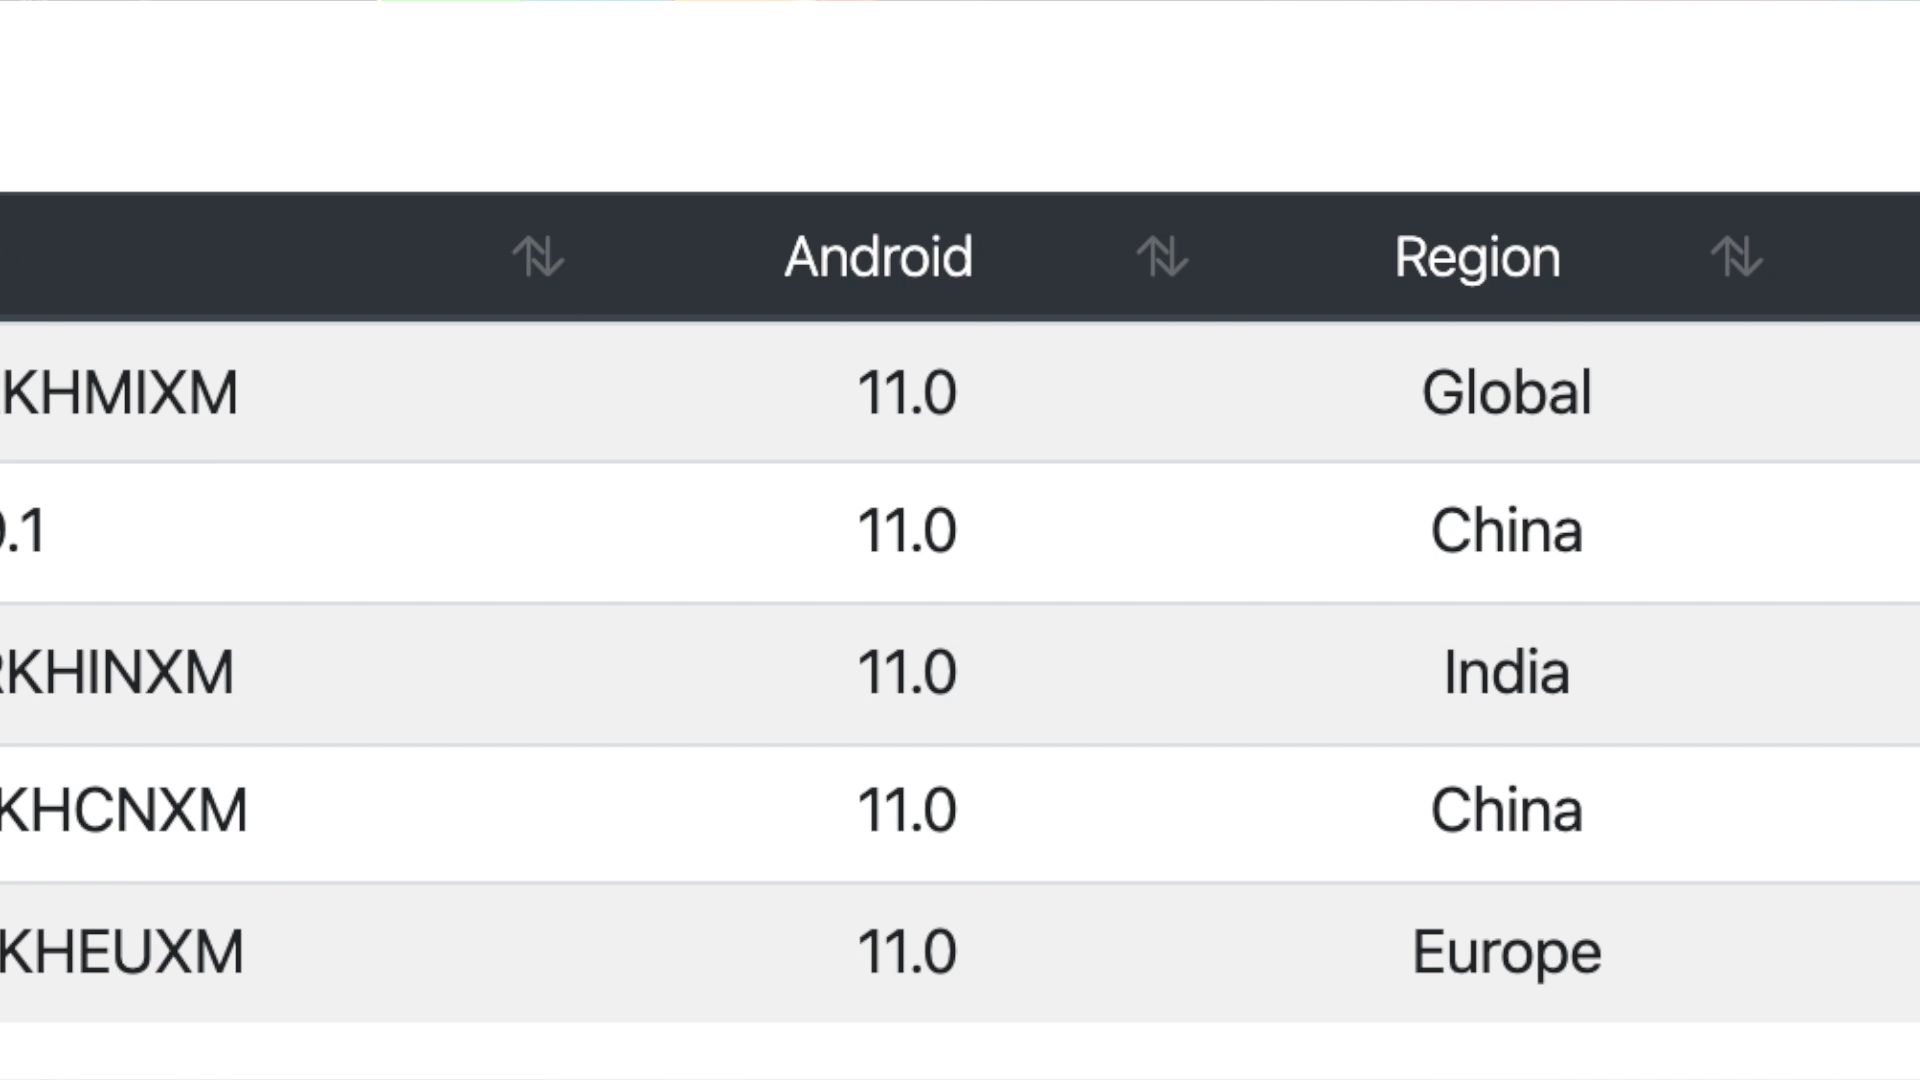 Android Region
KHMIXM 11.0 Global
.1 11.0 China
KHINXM 11.0 India
KHCNXM 11.0 China
KHEUXM 11.0 Europe